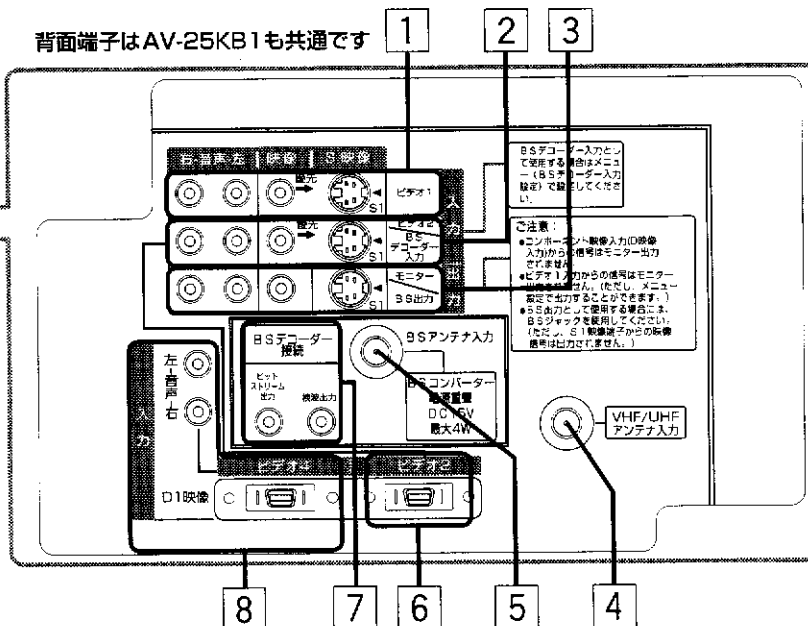 背面端子はAV-25KB1も共通です
1
2
3
右-音声-左 映像 S映像
優先
S1
ビデオ1
入力
優先
S1
ビデオ2
BS
デコーダー
入力
S1
モニター
BS出力
出力
BSデコーダー入力とし
て使用する場合はメニュ
ー(BSデコーダー入力
設定)で設定してくださ
い。
ご注意:
●コンポーネント映像入力(D映像
入力)からの信号はモニター出力
されません。
●ビデオ1入力からの信号はモニター
出力されません。(ただし、メニュー
設定で出力することができます。)
●BS出力として使用する場合には、
BSジャックを使用してください。
(ただし、S1映像端子からの映像
信号は出力されません。)
BSデコーダー
接続
ビット
ストリーム
出力
検波出力
BSアンテナ入力
BSコンバーター
電源重畳
DC15V
最大4W
VHF/UHF
アンテナ入力
左-音声-右
入力
ビデオ4
ビデオ2
D1映像
8
7
6
5
4